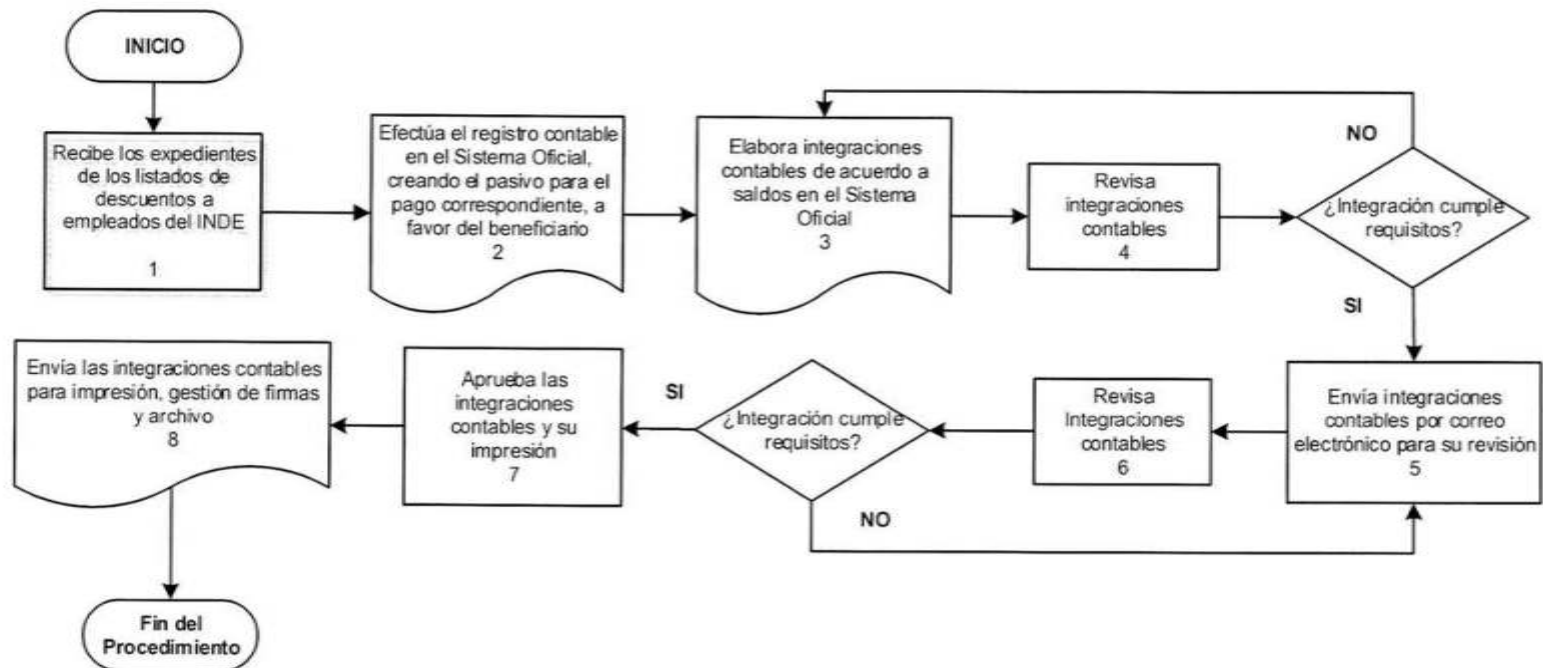 INICIO
Recibe los expedientes
de los listados de
descuentos a
empleados del INDE
1
Efectúa el registro contable
en el Sistema Oficial,
creando el pasivo para el
pago correspondiente, a
favor del beneficiario
2
Elabora integraciones
contables de acuerdo a
saldos en el Sistema
Oficial
3
Revisa
integraciones
contables
4
NO
¿Integración cumple
requisitos?
SI
Envía integraciones
contables por correo
electrónico para su revisión
5
Revisa
Integraciones
contables
6
¿Integración cumple
requisitos?
NO
SI
Aprueba las
integraciones
contables y su
impresión
7
Envía las integraciones contables
para impresión, gestión de firmas
y archivo
8
Fin del
Procedimiento